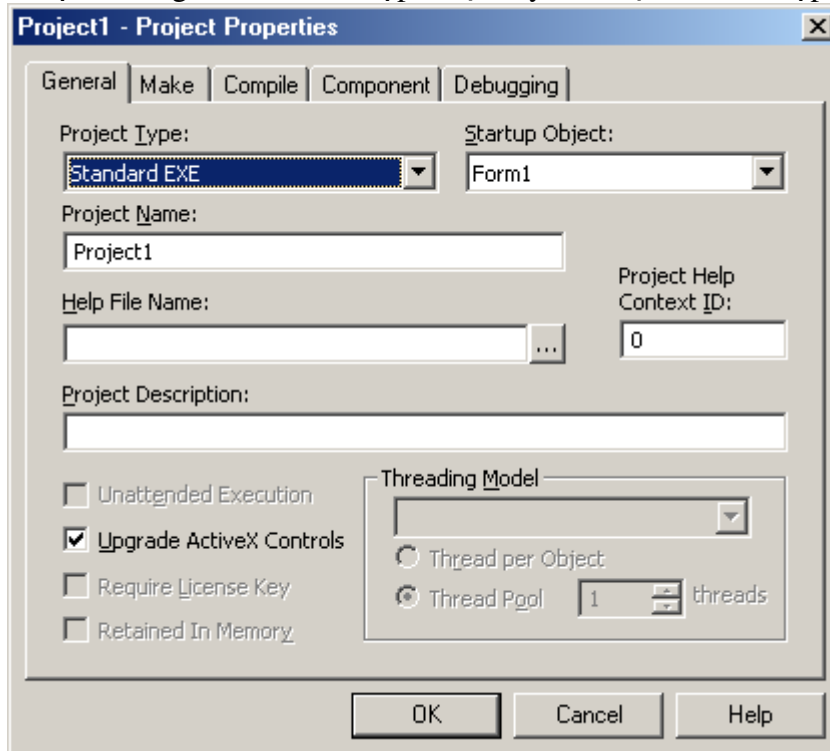 Project1 - Project Properties
General Make Compile Component Debugging
Project Type:
Startup Object:
Standard EXE
Form1
Project Name:
Project1
Project Help
Context ID:
Help File Name:
...
0
Project Description:
Unattended Execution
Upgrade ActiveX Controls
Require License Key
Retained In Memory
Threading Model
Thread per Object
Thread Pool 1 threads
OK Cancel Help